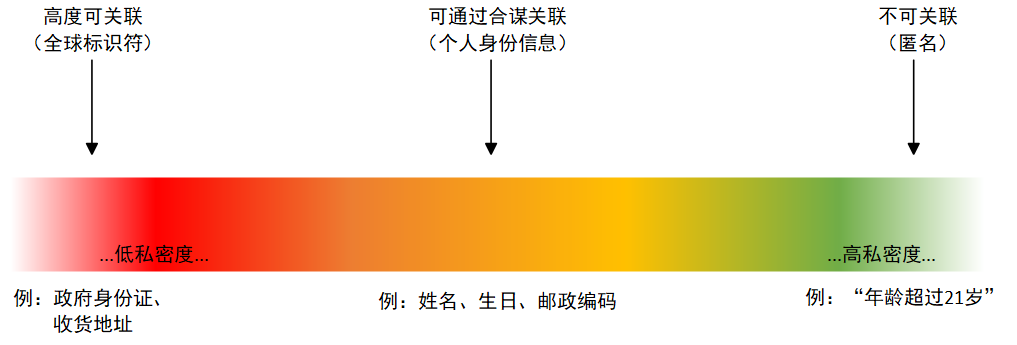 高度可关联
（全球标识符）
可通过合谋关联
（个人身份信息）
不可关联
（匿名）
...低私密度...
...高私密度...
例：政府身份证、
收货地址
例：姓名、生日、邮政编码
例：“年龄超过21岁”